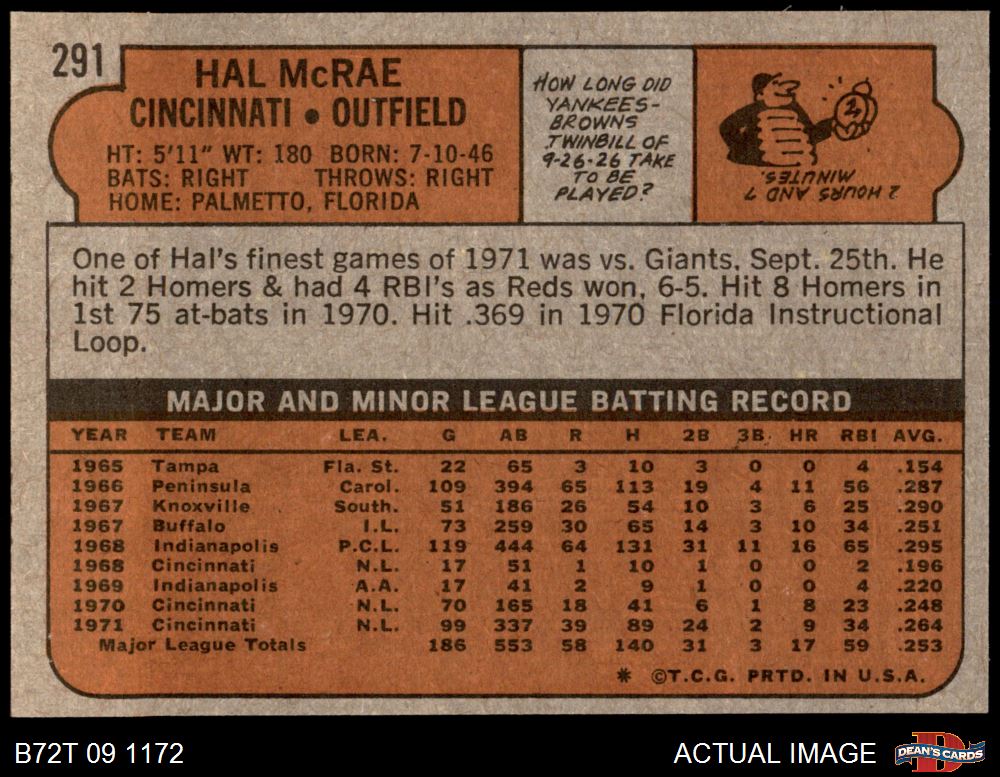 291
HAL McRAE
CINCINNATI • OUTFIELD
HT: 5'11" WT: 180 BORN: 7-10-46
BATS: RIGHT THROWS: RIGHT
HOME: PALMETTO, FLORIDA
HOW LONG DID
YANKEES-
BROWNS
TWINBILL OF
9-26-26 TAKE
TO BE
PLAYED?
2
2 HOURS AND 7
MINUTES.
One of Hal's finest games of 1971 was vs. Giants, Sept. 25th. He
hit 2 Homers & had 4 RBI's as Reds won, 6-5. Hit 8 Homers in
1st 75 at-bats in 1970. Hit .369 in 1970 Florida Instructional
Loop.
MAJOR AND MINOR LEAGUE BATTING RECORD
YEAR TEAM LEA. G AB R H 2B 3B. HR RBI AVG.
1965 Tampa Fla. St. 22 65 3 10 3 0 0 4 .154
1966 Peninsula Carol. 109 394 65 113 19 4 11 56 .287
1967 Knoxville South. 51 186 26 54 10 3 6 25 .290
1967 Buffalo I.L. 73 259 30 65 14 3 10 34 .251
1968 Indianapolis P.C.L. 119 444 64 131 31 11 16 65 .295
1968 Cincinnati N.L. 17 51 1 10 1 0 0 2 .196
1969 Indianapolis A.A. 17 41 2 9 1 0 0 4 .220
1970 Cincinnati N.L. 70 165 18 41 6 1 8 23 .248
1971 Cincinnati N.L. 99 337 39 89 24 2 9 34 .264
Major League Totals 186 553 58 140 31 3 17 59 .253
* ©T.C.G. PRTD. IN U.S.A.
B72T 09 1172
ACTUAL IMAGE
D
DEAN'S CARDS